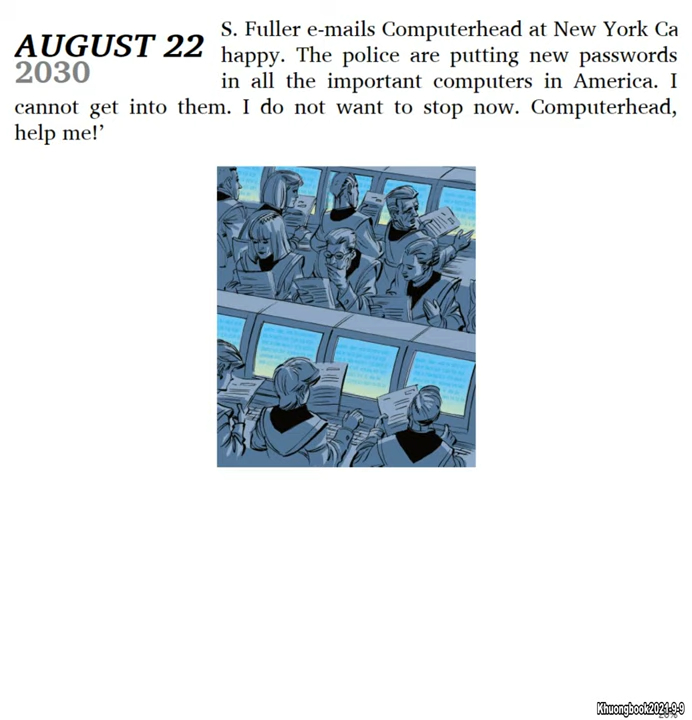 AUGUST 22
2030
S. Fuller e-mails Computerhead at New York Ca
happy. The police are putting new passwords
in all the important computers in America. I
cannot get into them. I do not want to stop now. Computerhead,
help me!’
Khuongbook2021-9-9